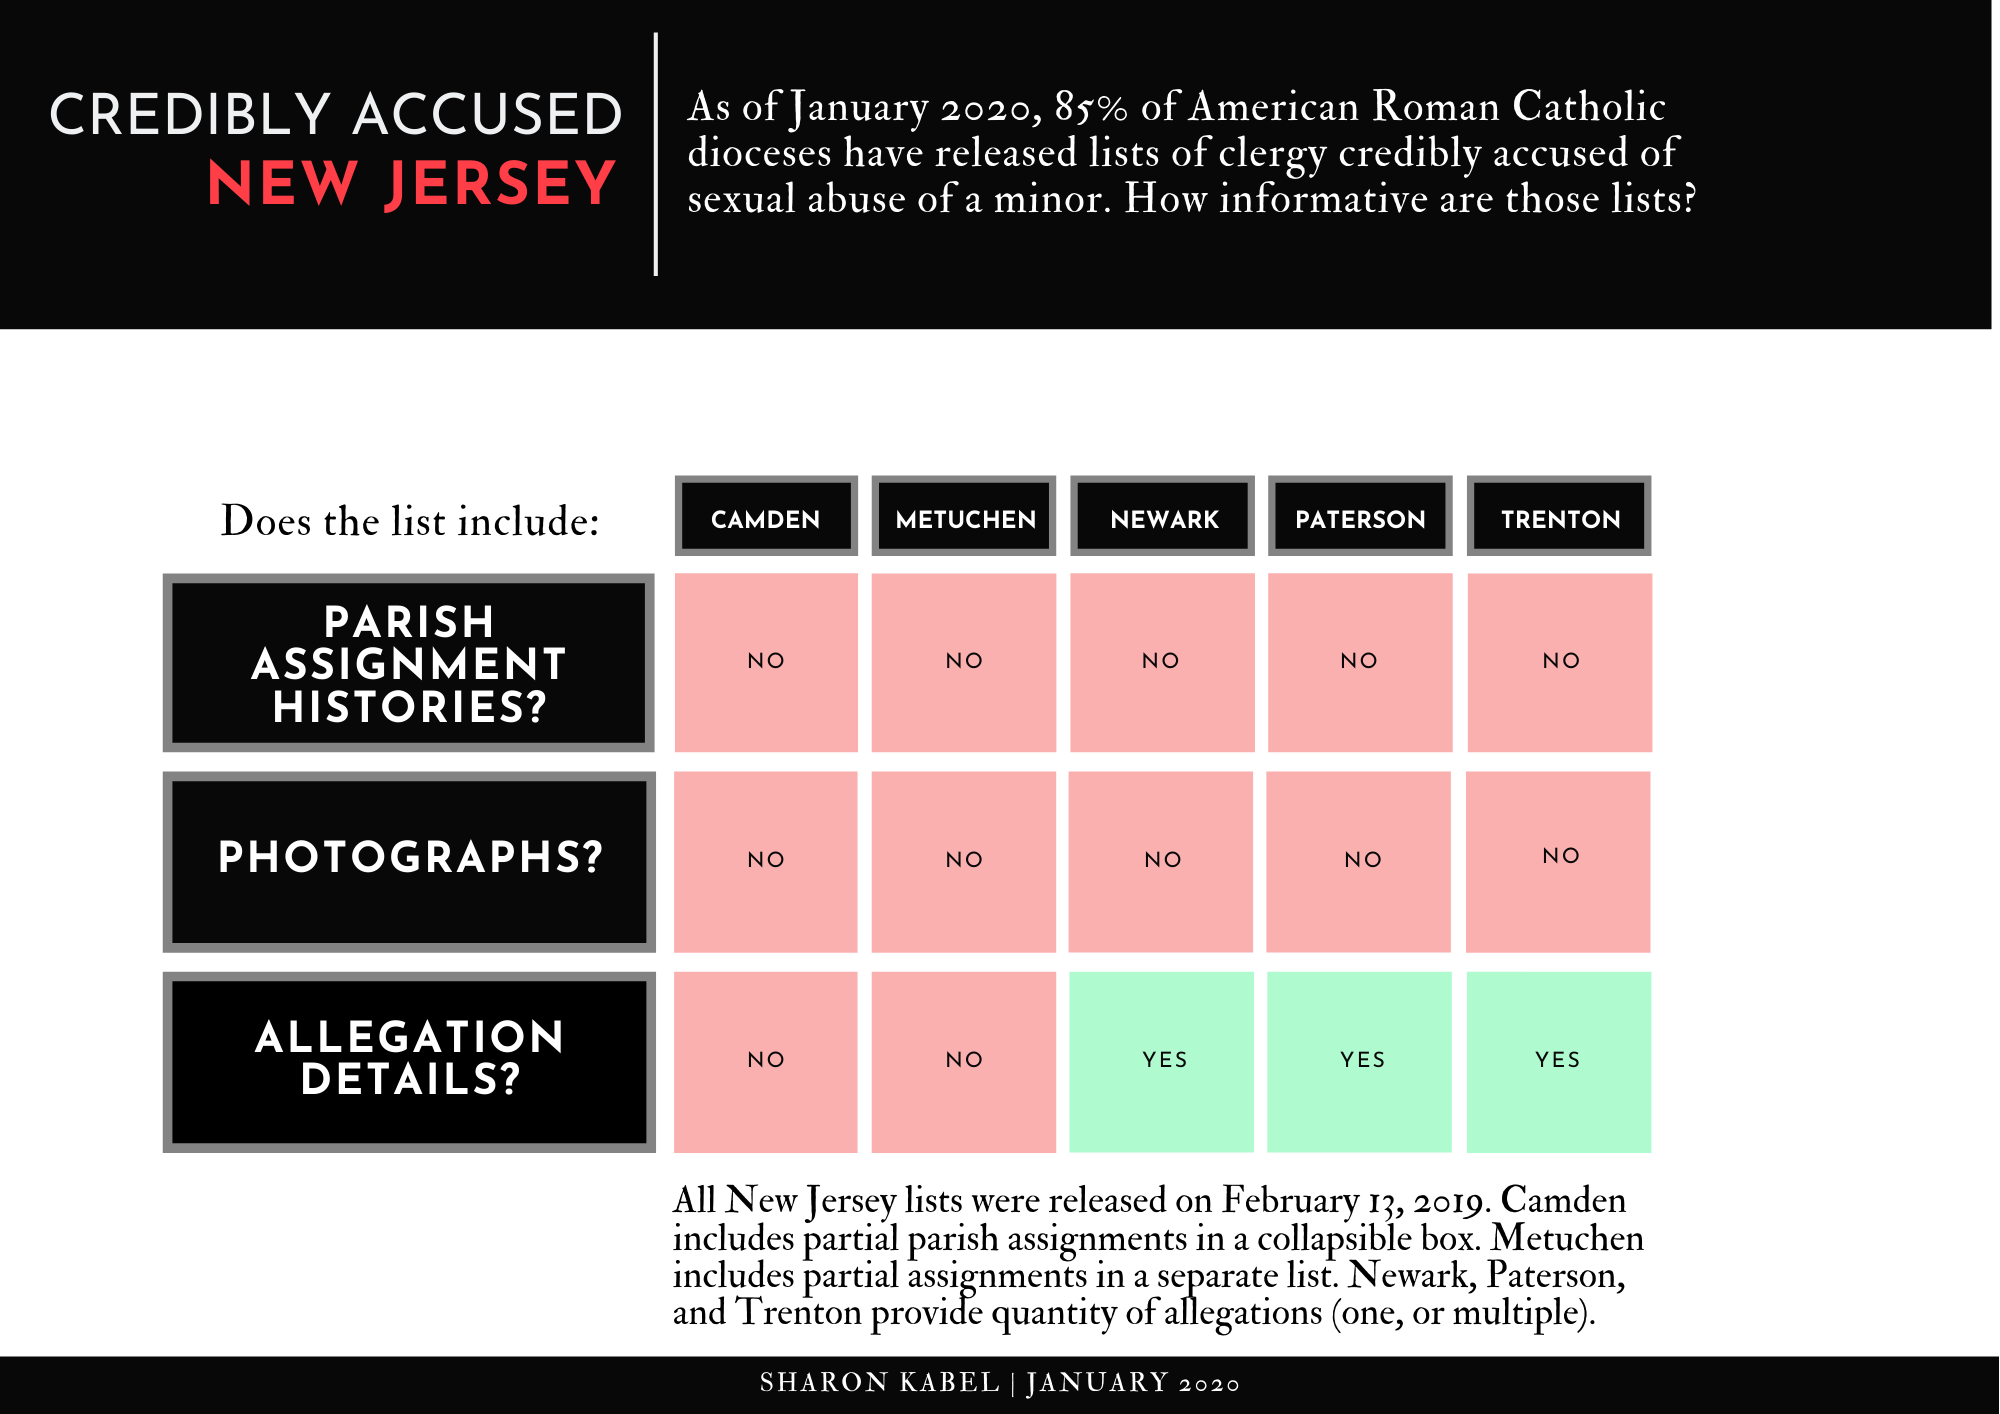 CREDIBLY ACCUSED
NEW JERSEY
As of January 2020, 85% of American Roman Catholic
dioceses have released lists of clergy credibly accused of
sexual abuse of a minor. How informative are those lists?
Does the list include:
CAMDEN
METUCHEN
NEWARK
PATERSON
TRENTON
PARISH
ASSIGNMENT
HISTORIES?
NO
NO
NO
NO
NO
PHOTOGRAPHS?
NO
NO
NO
NO
NO
ALLEGATION
DETAILS?
NO
NO
YES
YES
YES
All New Jersey lists were released on February 13, 2019. Camden
includes partial parish assignments in a collapsible box. Metuchen
includes partial assignments in a separate list. Newark, Paterson,
and Trenton provide quantity of allegations (one, or multiple).
SHARON KABEL | JANUARY 2020